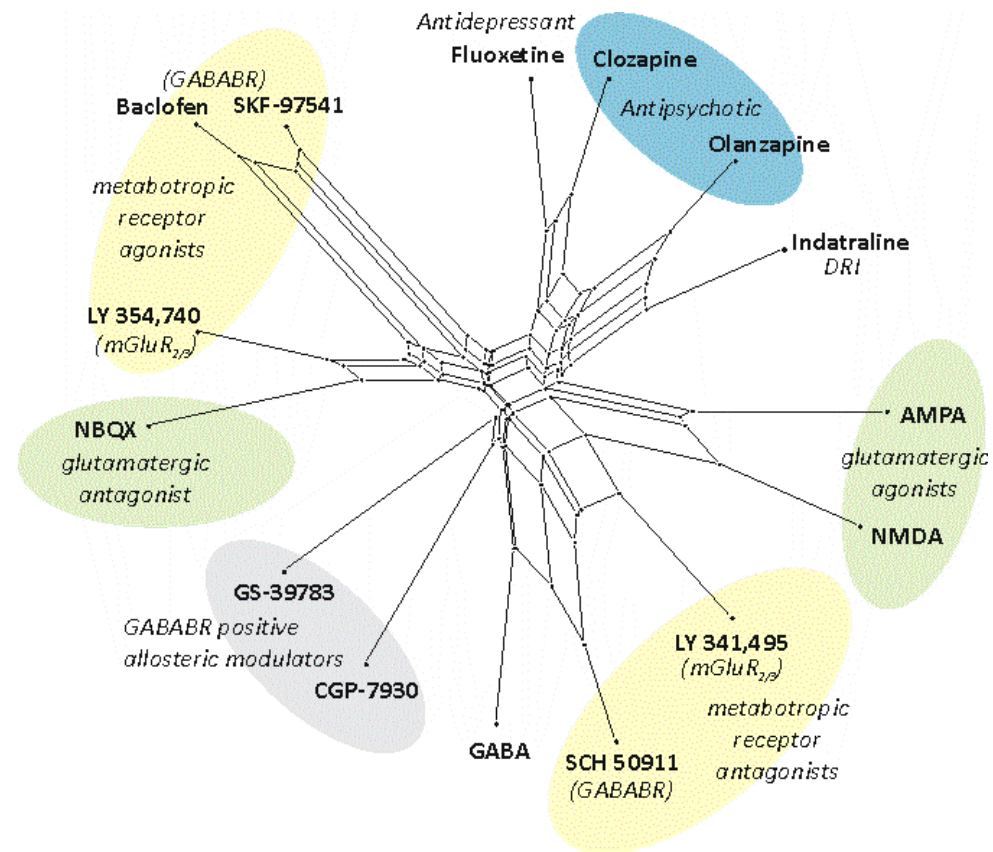 Antidepressant
Fluoxetine
Clozapine
Antipsychotic
Olanzapine
(GABABR)
Baclofen SKF-97541
metabotropic
receptor
agonists
Indatraline
DRI
LY 354,740
(mGluR2/3)
NBQX
glutamatergic
antagonist
AMPA
glutamatergic
agonists
NMDA
GS-39783
GABABR positive
allosteric modulators
CGP-7930
GABA
LY 341,495
(mGluR2/3)
metabotropic
receptor
antagonists
SCH 50911
(GABABR)